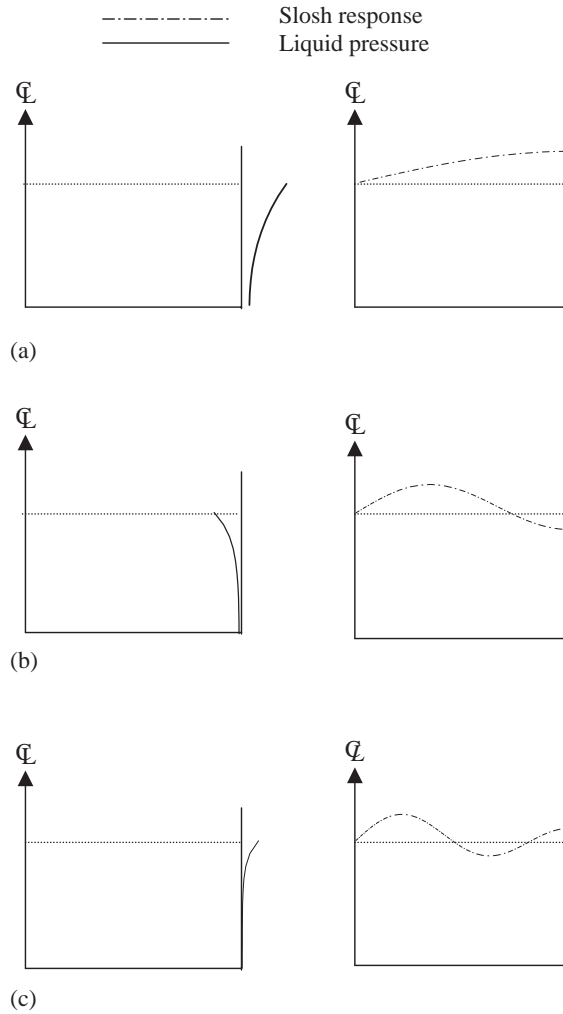 Slosh response
Liquid pressure
℄ ℄
(a)
℄ ℄
(b)
℄ ℄
(c)